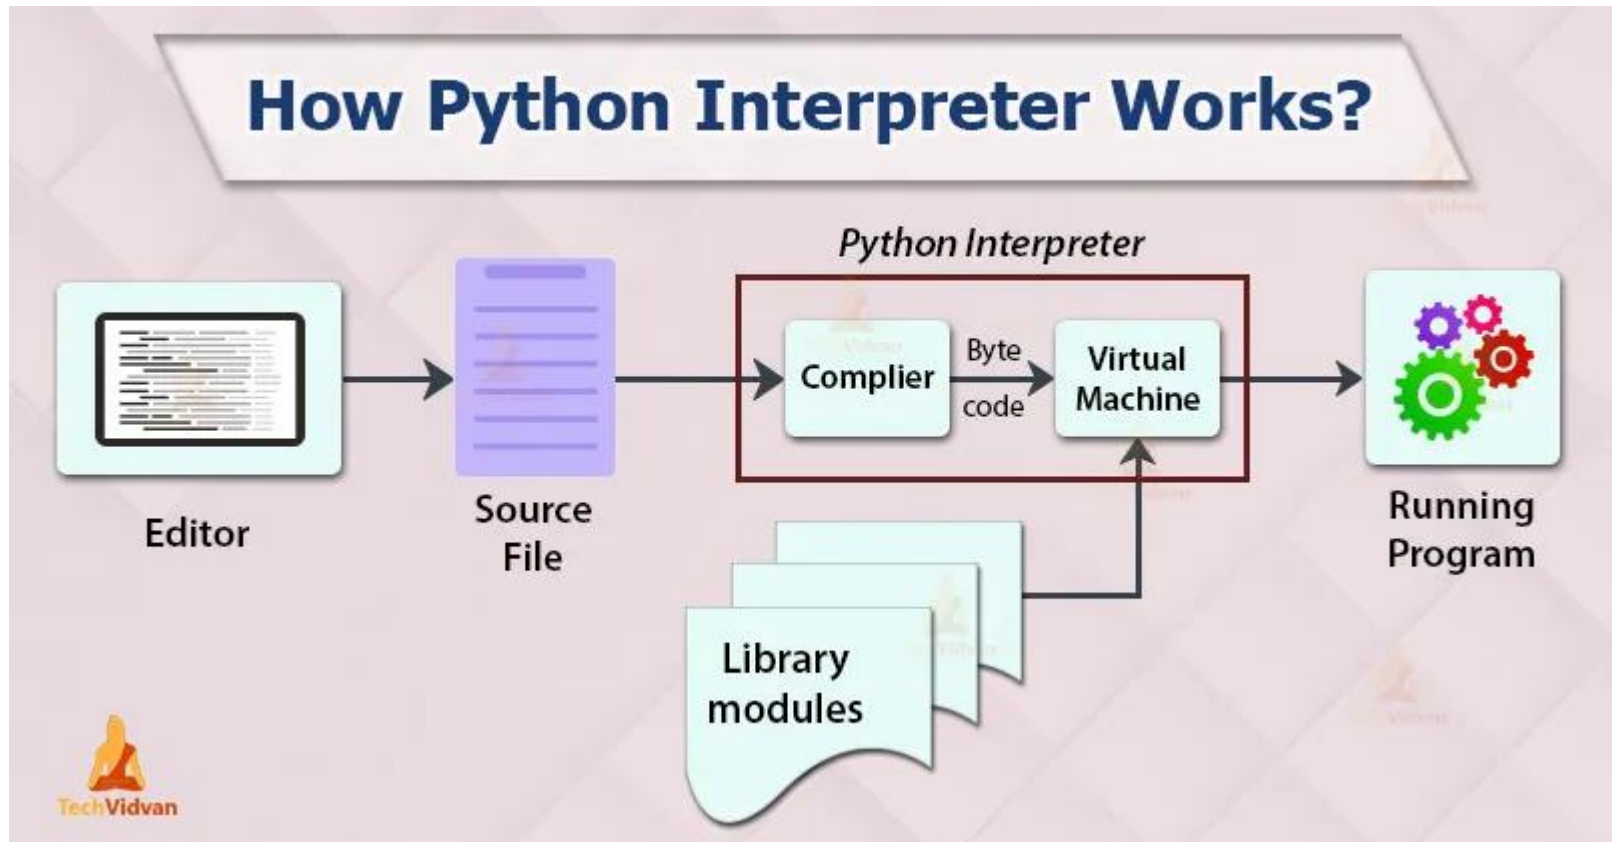 How Python Interpreter Works?
Python Interpreter
Complier
Byte
code
Virtual
Machine
Editor
Source
File
Running
Program
Library
modules
TechVidvan